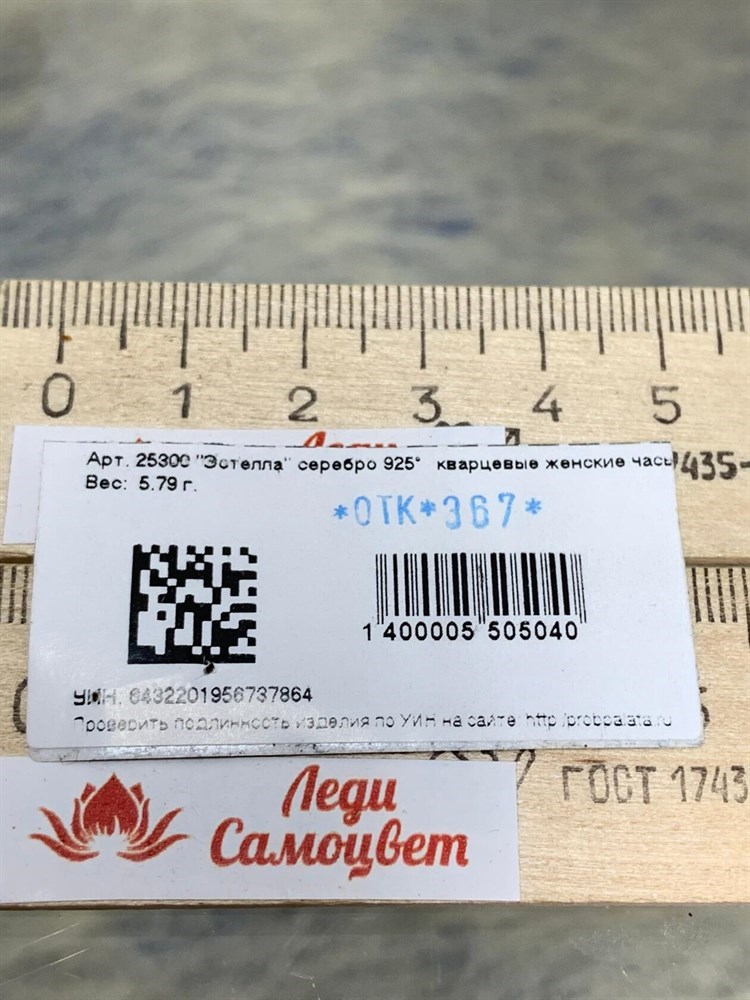 0 1 2 3 4 5
Арт. 25300 "Эстелла" серебро 925° кварцевые женские часы
7435-
Вес: 5.79 г.
*ОТК*367*
1 400005 505040
УИН: 6432201956737864
Проверить подлинность изделия по УИН на сайте: http://probpalata.ru
ГОСТ 1743
Леди
Самоцвет